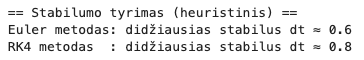 == Stabilumo tyrimas (heuristinis) ==
Euler metodas: didžiausias stabilus dt ≈ 0.6
RK4 metodas  : didžiausias stabilus dt ≈ 0.8